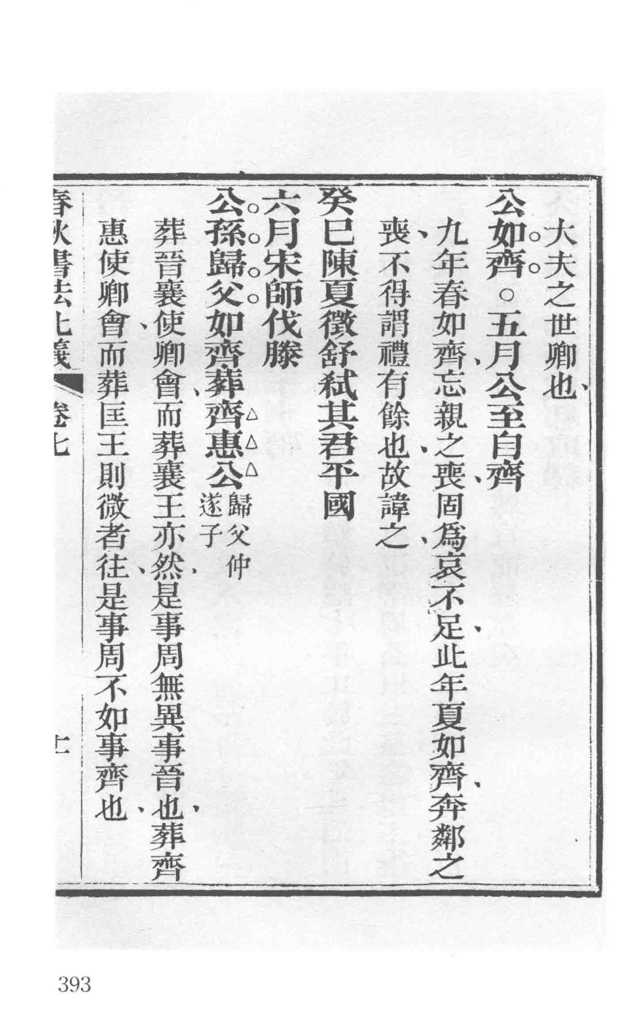 大夫之世卿也
公如齊○五月公至自齊
九年春如齊忘親之喪固爲哀不足此年夏如齊奔鄰之
喪不得謂禮有餘也故諱之
癸巳陳夏徵舒弒其君平國
六月宋師伐滕
公孫歸父如齊葬齊惠公歸父仲遂子
葬晉襄使卿會而葬襄王亦然是事周無異事晉也葬齊
惠使卿會而葬匡王則微者往是事周不如事齊也
春秋書法比義 卷七
393